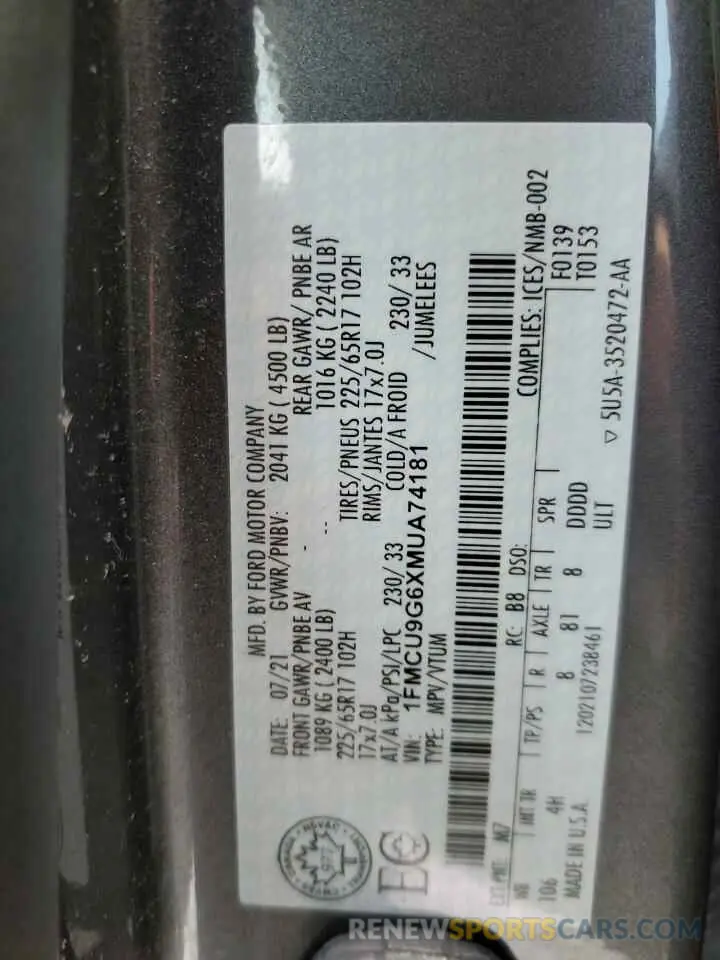 MFD. BY FORD MOTOR COMPANY
DATE: 07/21 GVWR/PNBV: 2041 KG ( 4500 LB)
FRONT GAWR/PNBE AV - REAR GAWR/ PNBE AR
1089 KG ( 2400 LB) -- 1016 KG ( 2240 LB)
225/65R17 102H TIRES/PNEUS 225/65R17 102H
17x7.0J RIMS/JANTES 17x7.0J
AT/A kPa/PSI/LPC 230/ 33 COLD/A FROID 230/ 33
VIN: 1FMCU9G6XMUA74181 /JUMELEES
TYPE: MPV/VTUM
EXT PNT: M7 RC: B8 DSO: COMPLIES: ICES/NMB-002
WB INT TR TP/PS R AXLE TR SPR F0139
106 4H 8 81 8 DDDD T0153
MADE IN U.S.A. 1202107238461 ULT
▽ 5U5A-3520472-AA
EC
977
RENEWSPORTSCARS.COM